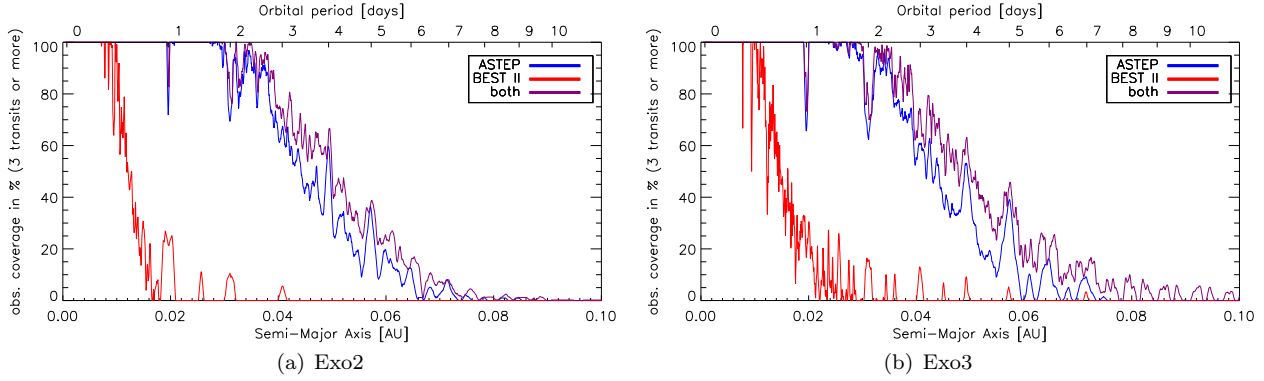 Orbital period [days]
0 1 2 3 4 5 6 7 8 9 10
obs. coverage in % (3 transits or more)
100
80
60
40
20
0
ASTEP
BEST II
both
0.00 0.02 0.04 0.06 0.08 0.10
Semi-Major Axis [AU]
(a) Exo2
Orbital period [days]
0 1 2 3 4 5 6 7 8 9 10
obs. coverage in % (3 transits or more)
100
80
60
40
20
0
ASTEP
BEST II
both
0.00 0.02 0.04 0.06 0.08 0.10
Semi-Major Axis [AU]
(b) Exo3